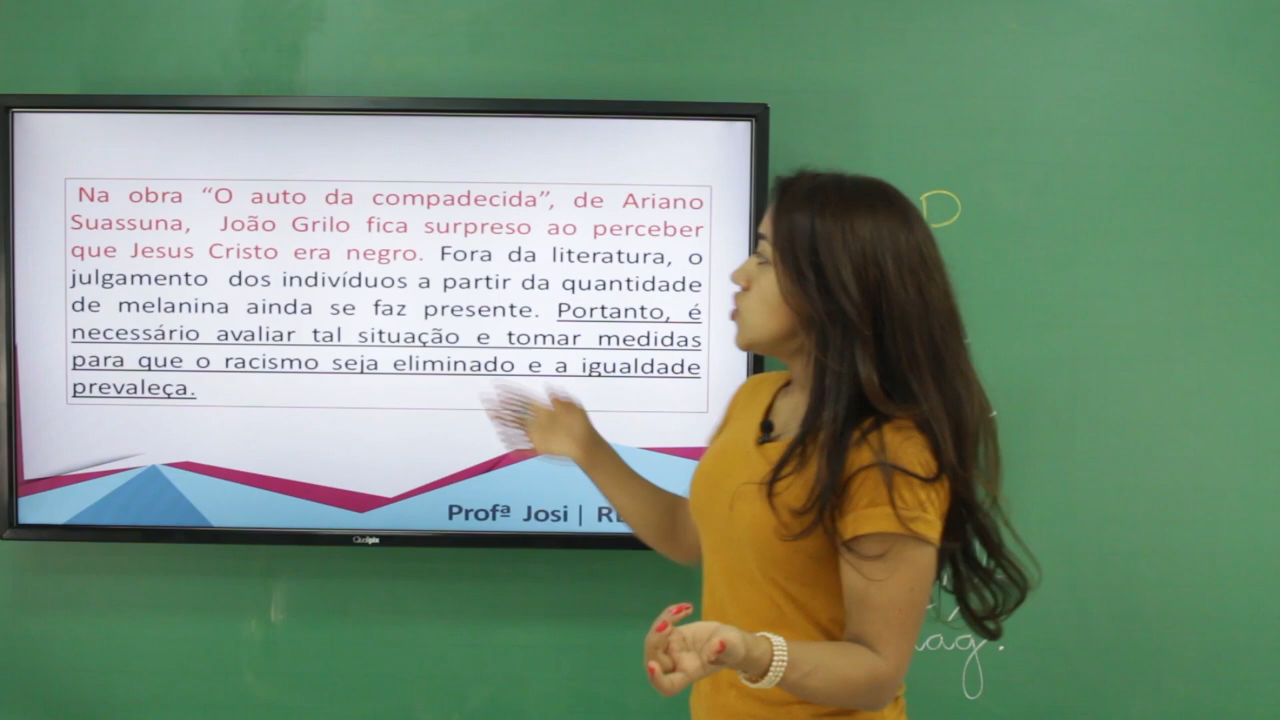 Na obra “O auto da compadecida”, de Ariano
Suassuna, João Grilo fica surpreso ao perceber
que Jesus Cristo era negro. Fora da literatura, o
julgamento dos indivíduos a partir da quantidade
de melanina ainda se faz presente. Portanto, é
necessário avaliar tal situação e tomar medidas
para que o racismo seja eliminado e a igualdade
prevaleça.
Profª Josi |
D